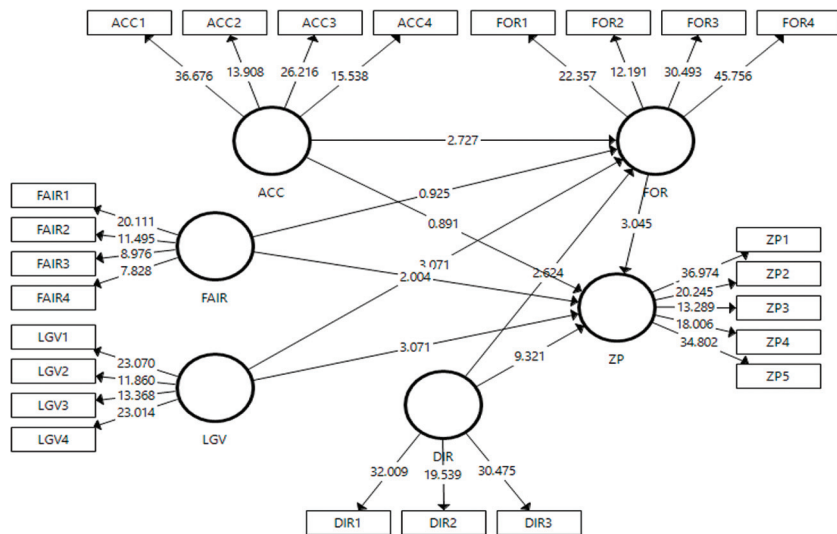 ACC1 ACC2 ACC3 ACC4 FOR1 FOR2 FOR3 FOR4
36.676 13.908 26.216 15.538 22.357 12.191 30.493 45.756
2.727
ACC FOR
FAIR1 0.925
20.111
FAIR2 0.891 3.045
11.495
FAIR3 8.976
FAIR4 7.828
FAIR
3.071
2.004 2.624
ZP1 36.974
ZP2 20.245
ZP3 13.289
ZP4 18.006
ZP5 34.802
ZP
LGV1 23.070
LGV2 11.860
LGV3 13.368
LGV4 23.014
LGV
3.071
9.321
DIR
32.009 19.539 30.475
DIR1 DIR2 DIR3